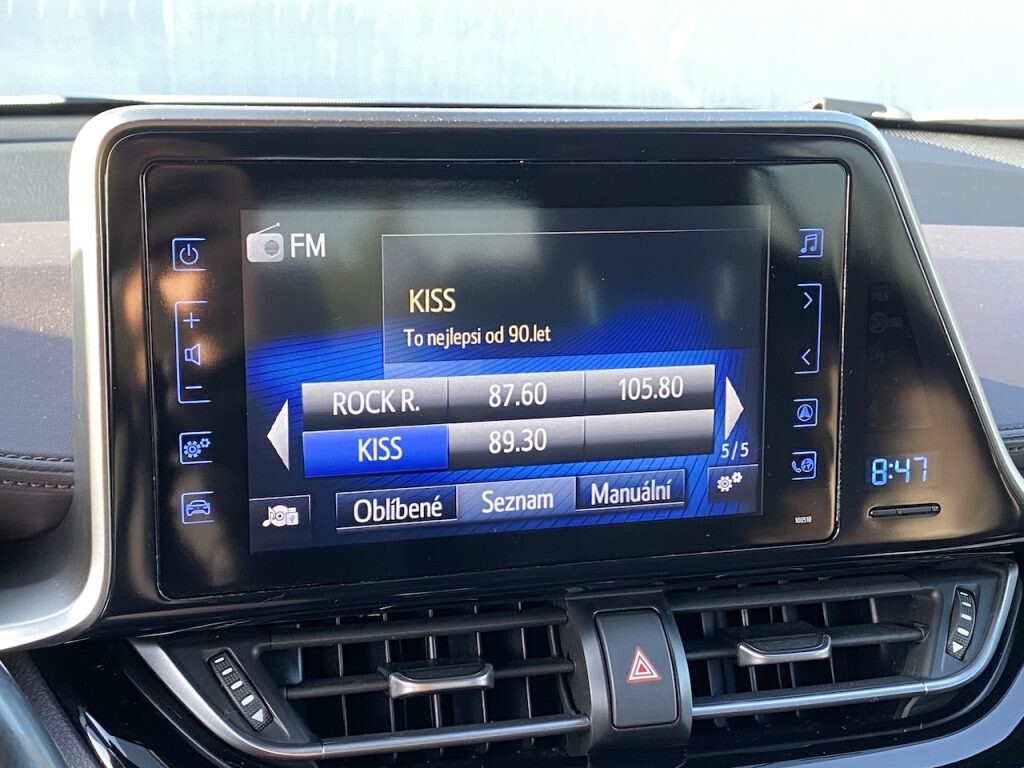 FM
KISS
To nejlepsi od 90.let
ROCK R. 87.60 105.80
KISS 89.30
5/5
Oblíbené Seznam Manuální
8:47
100510